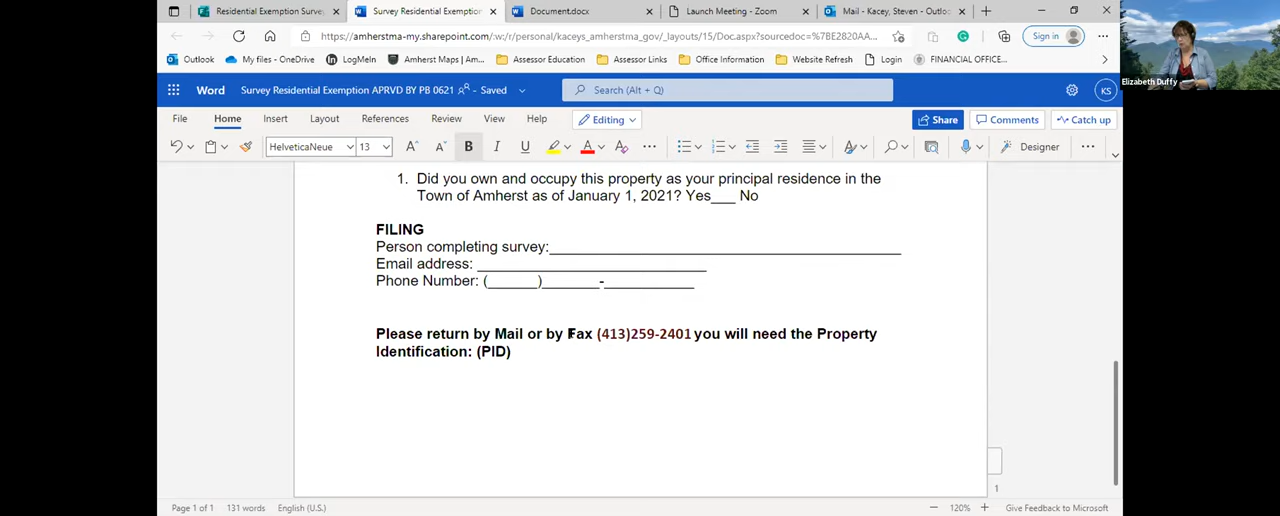 Residential Exemption Surve
Survey Residential Exemption
Document.docx
Launch Meeting - Zoom
Mail - Kacey, Steven - Outloo
https://amherstma-my.sharepoint.com/:w:/r/personal/kaceys_amherstma_gov/_layouts/15/Doc.aspx?sourcedoc=%7BE2820AA...
Sign in
Outlook
My files - OneDrive
LogMeIn
Amherst Maps | Am...
Assessor Education
Assessor Links
Office Information
Website Refresh
Login
FINANCIAL OFFICE...
Elizabeth Duffy
Word
Survey Residential Exemption APRVD BY PB 0621 - Saved
Search (Alt + Q)
KS
File Home Insert Layout References Review View Help Editing Share Comments Catch up
HelveticaNeue 13 A A B I U A A Designer
1. Did you own and occupy this property as your principal residence in the
Town of Amherst as of January 1, 2021? Yes___ No
FILING
Person completing survey:____________________________________________
Email address: _____________________________
Phone Number: (______)_______-___________
Please return by Mail or by Fax (413)259-2401 you will need the Property
Identification: (PID)
1
Page 1 of 1 131 words English (U.S.) 120% Give Feedback to Microsoft